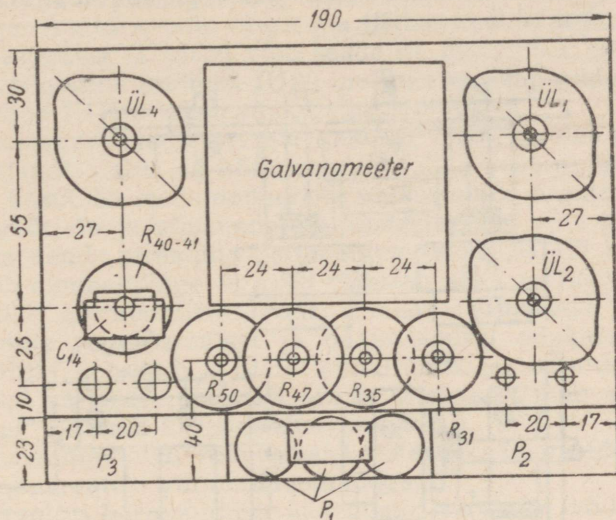 190
30
ÜL4
ÜL1
Galvanomeeter
55
27
27
R40-41
24
24
24
ÜL2
C14
25
R50
R47
R35
R31
10
40
17
20
20
17
23
P3
P2
P1